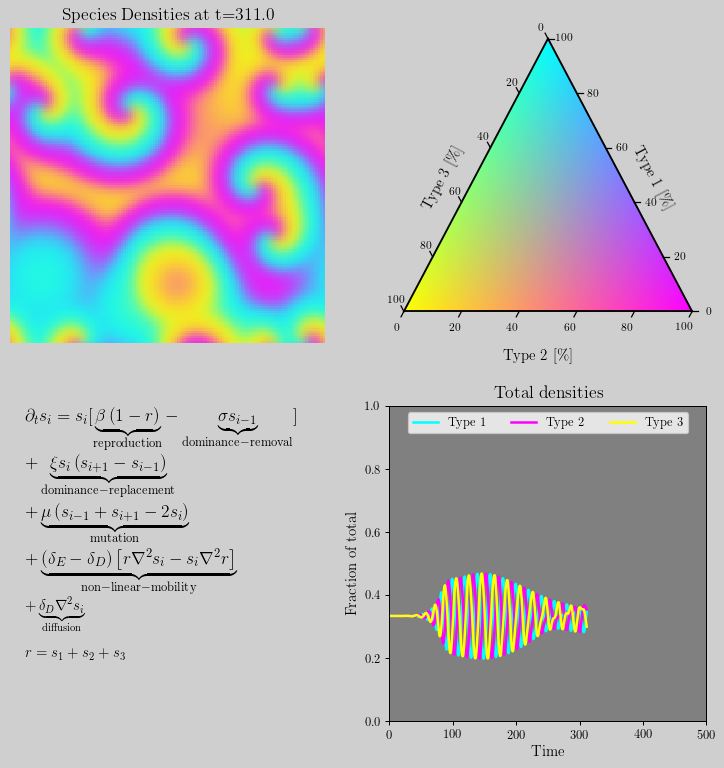 Species Densities at t=311.0
0
100
20
80
40
60
60
40
80
20
100
0
0 20 40 60 80 100
Type 3 [%]
Type 1 [%]
Type 2 [%]
∂ₜsᵢ = sᵢ[β (1 − r) − σsᵢ₋₁ ]
reproduction dominance−removal
+ ξsᵢ (sᵢ₊₁ − sᵢ₋₁)
dominance−replacement
+ μ (sᵢ₋₁ + sᵢ₊₁ − 2sᵢ)
mutation
+ (δ_E − δ_D) [r∇²sᵢ − sᵢ∇²r]
non−linear−mobility
+ δ_D∇²sᵢ
diffusion
r = s₁ + s₂ + s₃
Total densities
Type 1 Type 2 Type 3
1.0
0.8
0.6
0.4
0.2
0.0
Fraction of total
0 100 200 300 400 500
Time